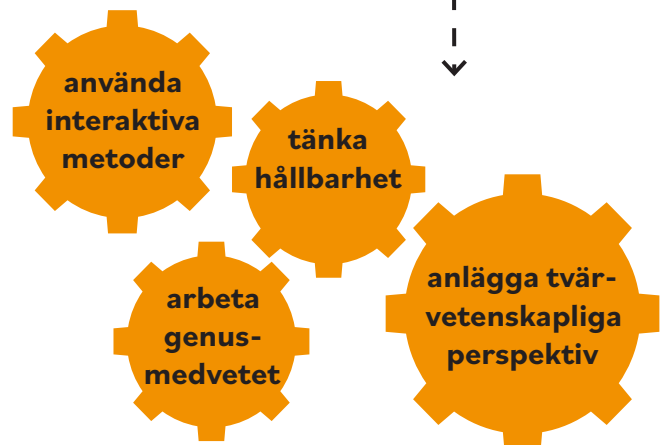 använda
interaktiva
metoder
tänka
hållbarhet
arbeta
genus-
medvetet
anlägga tvär-
vetenskapliga
perspektiv